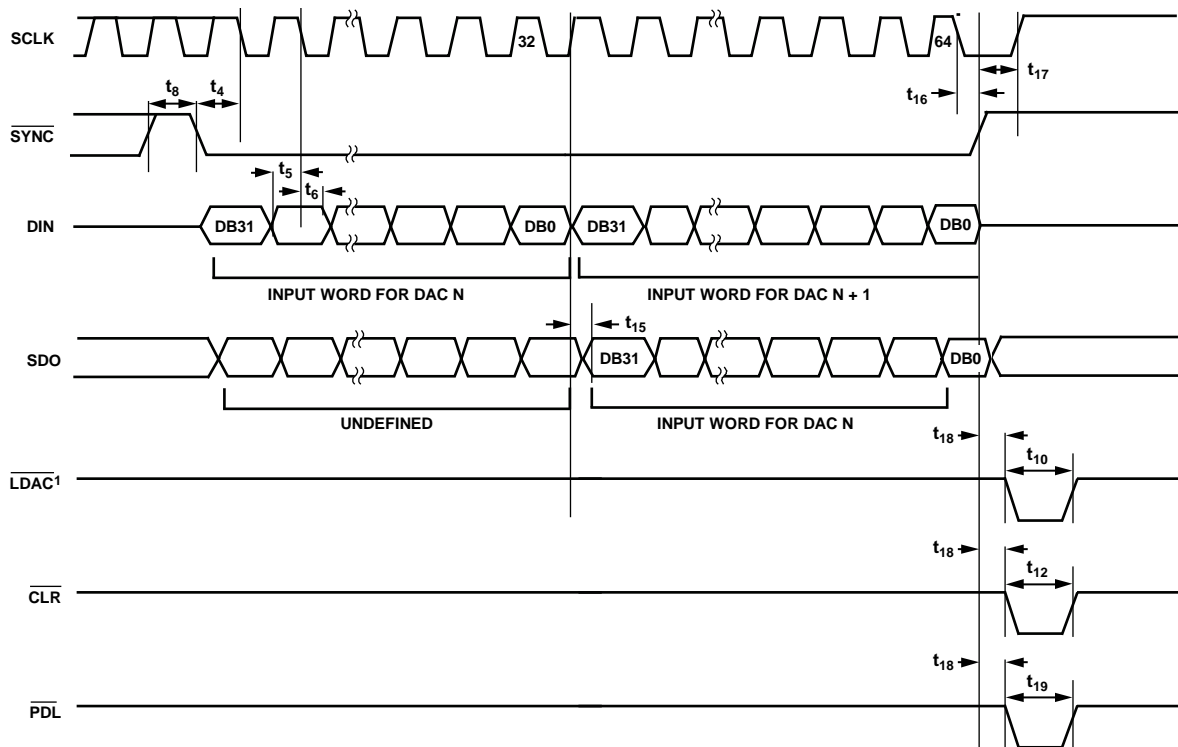 SCLK
32
64
t17
t16
t8
t4
SYNC
t5
t6
DIN
DB31
DB0
DB31
DB0
INPUT WORD FOR DAC N
INPUT WORD FOR DAC N + 1
t15
SDO
DB31
DB0
UNDEFINED
INPUT WORD FOR DAC N
t18
t10
LDAC1
t18
t12
CLR
t18
t19
PDL